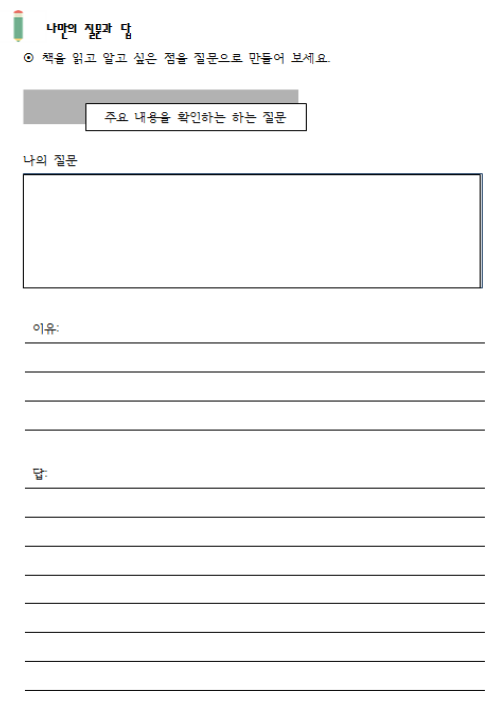 나만의 질문과 답
⊙ 책을 읽고 알고 싶은 점을 질문으로 만들어 보세요.
주요 내용을 확인하는 하는 질문
나의 질문
이유:
답: